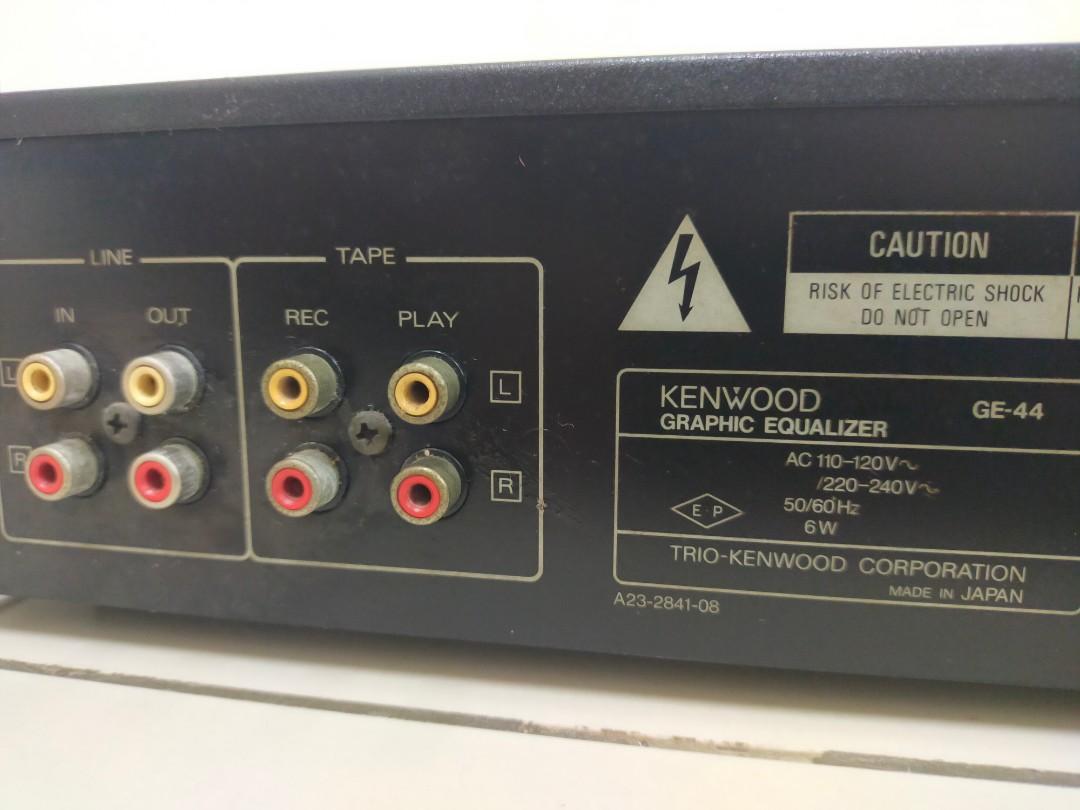 LINE
TAPE
IN
OUT
REC
PLAY
L
L
R
R
CAUTION
RISK OF ELECTRIC SHOCK
DO NOT OPEN
KENWOOD
GE-44
GRAPHIC EQUALIZER
AC 110-120V~
/220-240V~
50/60Hz
6W
E P
TRIO-KENWOOD CORPORATION
MADE IN JAPAN
A23-2841-08